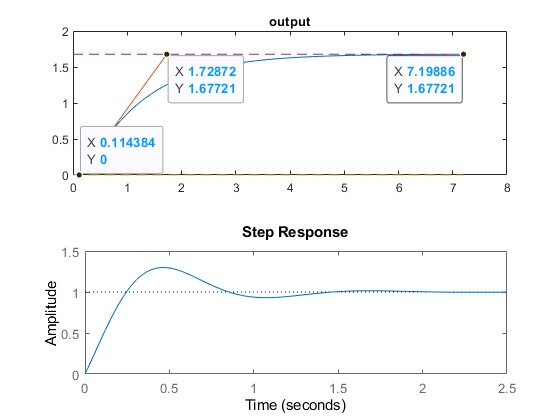 output
2
1.5
1
0.5
0
X 1.72872
Y 1.67721
X 7.19886
Y 1.67721
X 0.114384
Y 0
0 1 2 3 4 5 6 7 8
Step Response
Amplitude
1.5
1
0.5
0
0 0.5 1 1.5 2 2.5
Time (seconds)